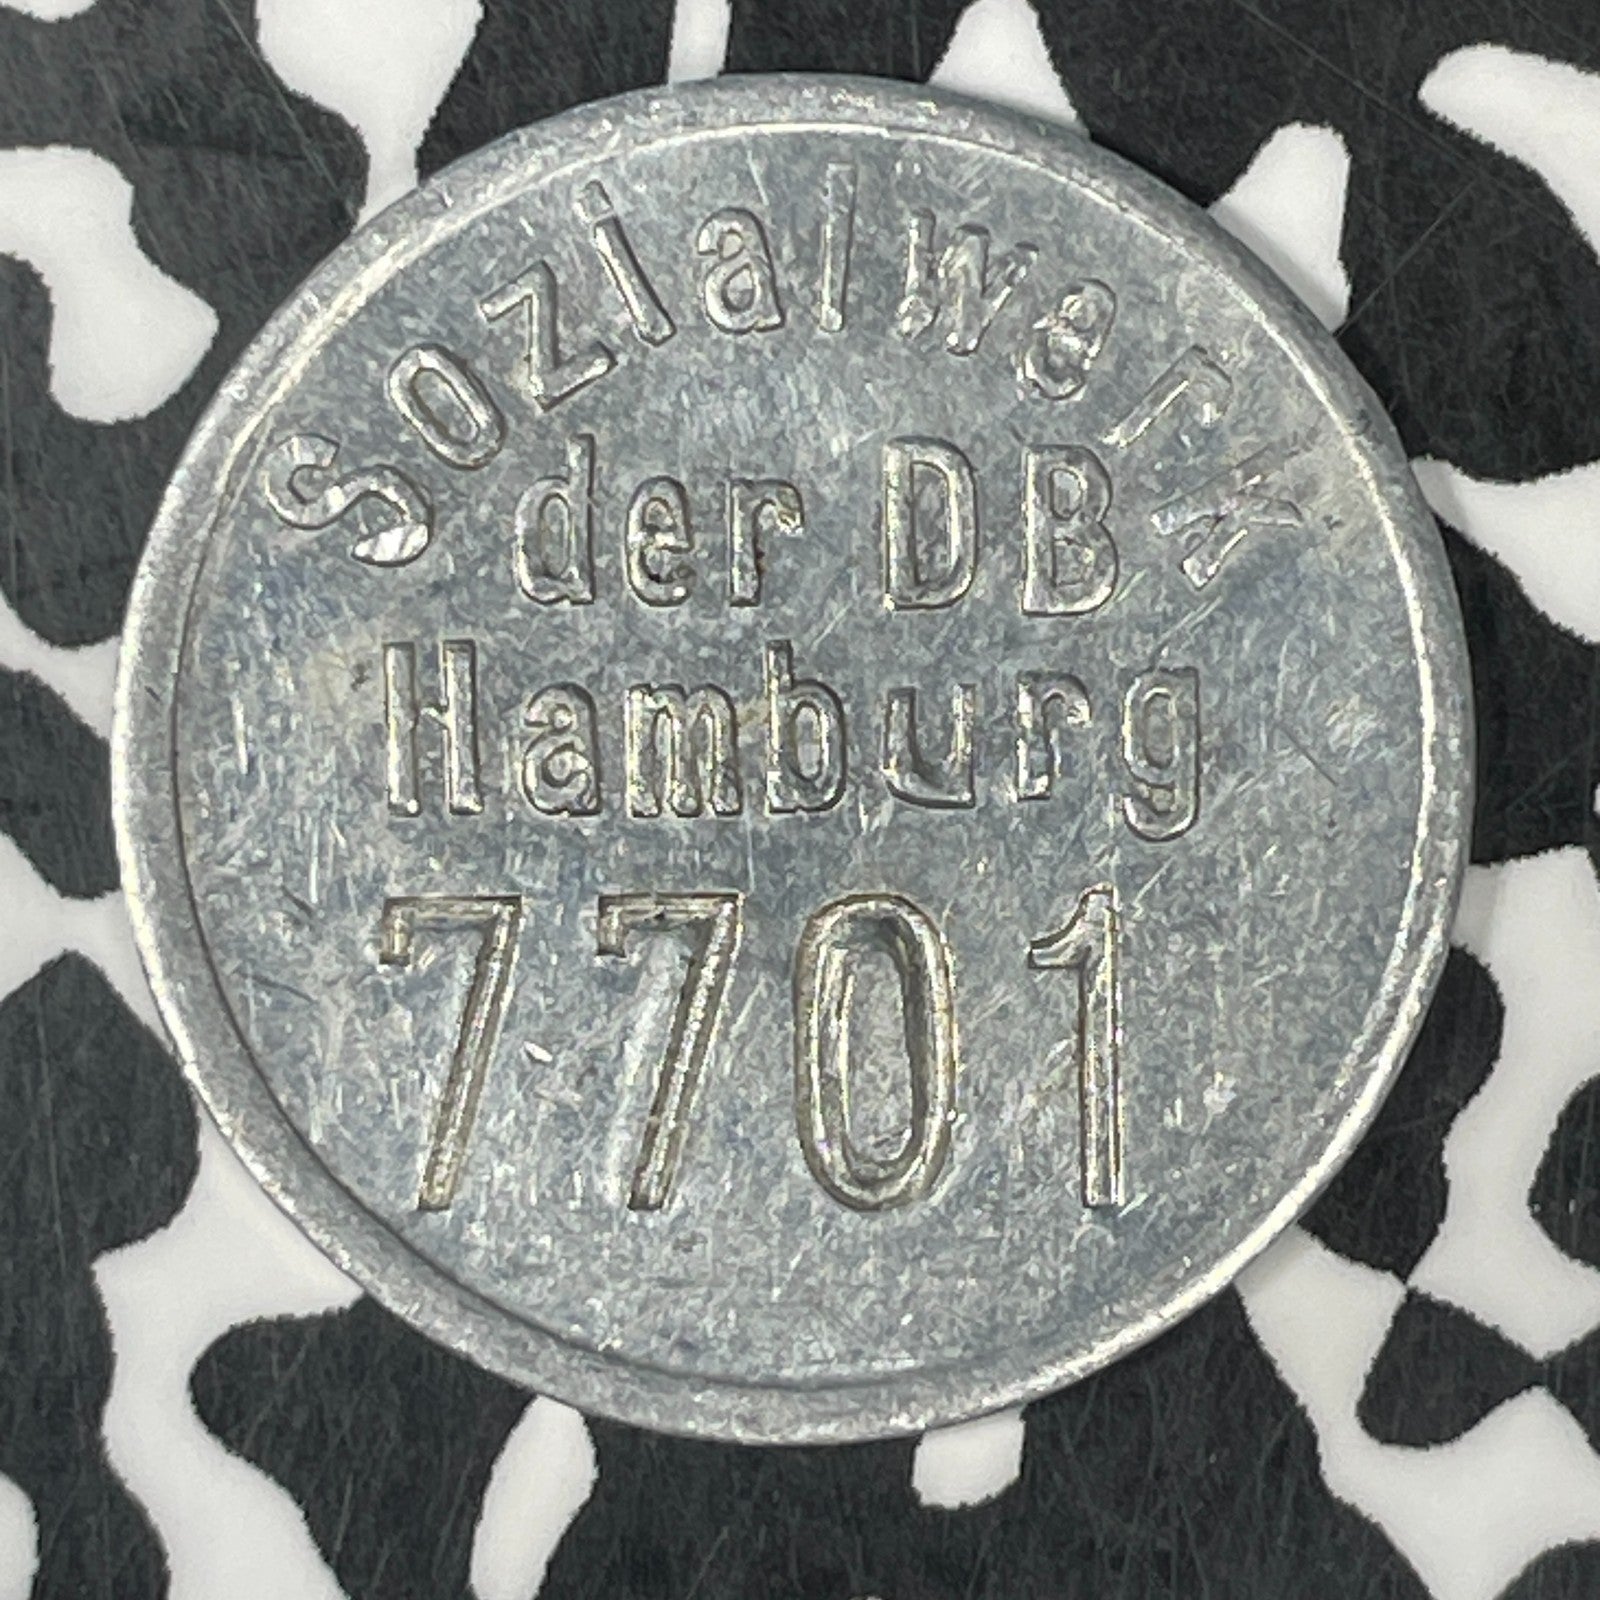 Sozialwerk
der DB
Hamburg
7701